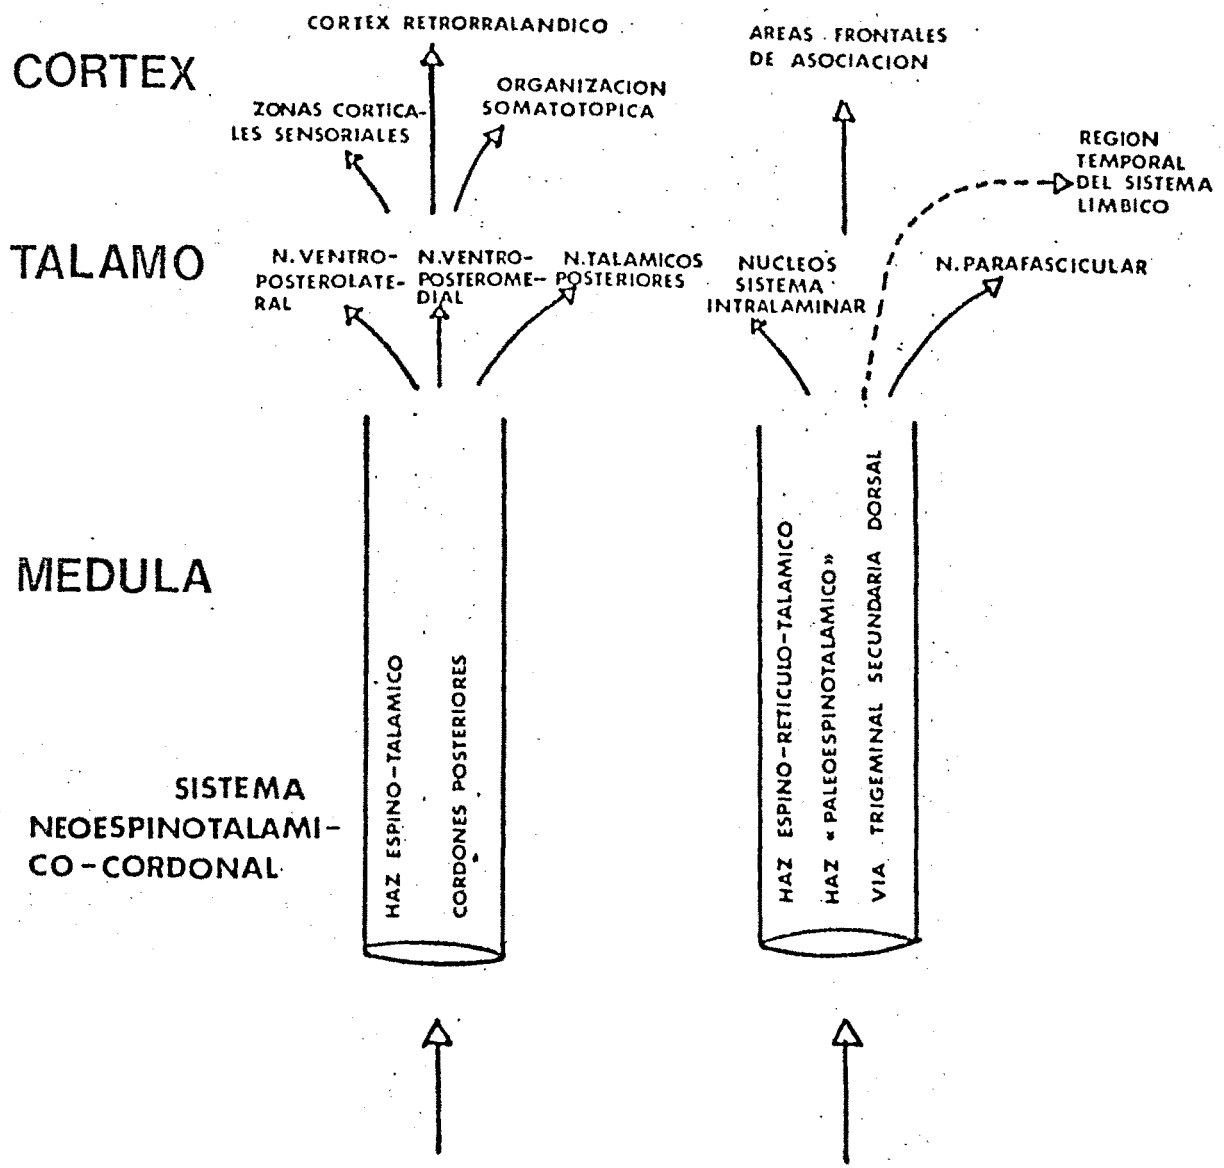 CORTEX RETRORRALANDICO
AREAS FRONTALES
DE ASOCIACION
CORTEX
ORGANIZACION
SOMATOTOPICA
ZONAS CORTICA-
LES SENSORIALES
REGION
TEMPORAL
DEL SISTEMA
LIMBICO
TALAMO
N. VENTRO-
POSTEROLATE-
RAL
N. VENTRO-
POSTEROME-
DIAL
N. TALAMICOS
POSTERIORES
NUCLEOS
SISTEMA
INTRALAMINAR
N. PARAFASCICULAR
MEDULA
HAZ ESPINO-TALAMICO
CORDONES POSTERIORES
HAZ ESPINO-RETICULO-TALAMICO
HAZ « PALEOESPINOTALAMICO »
VIA TRIGEMINAL SECUNDARIA DORSAL
SISTEMA
NEOESPINOTALAMI-
CO-CORDONAL